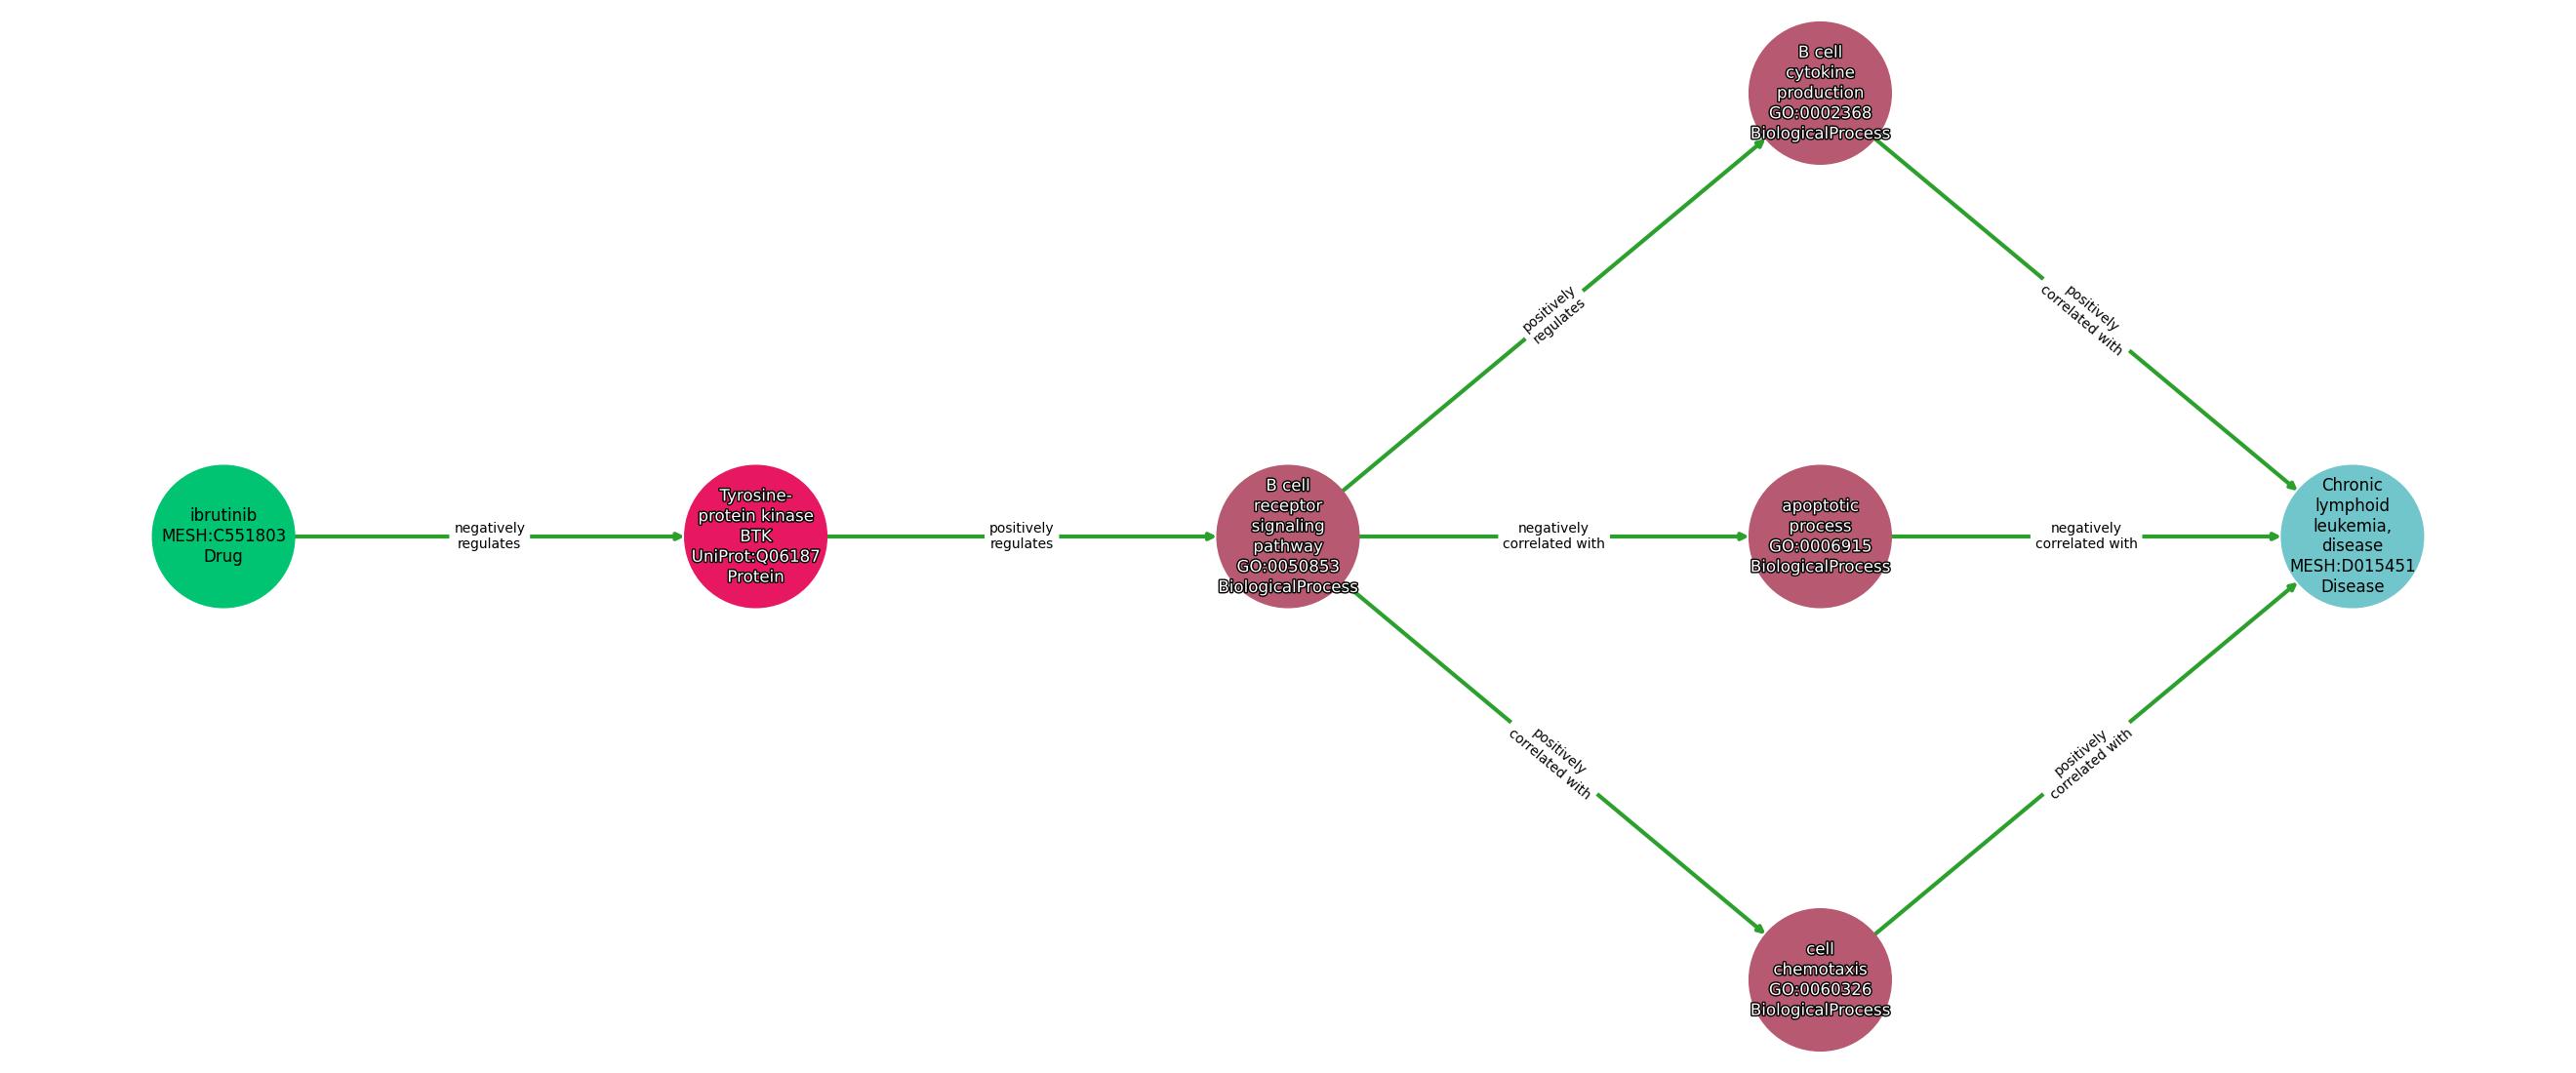 B cell
cytokine
production
GO:0002368
BiologicalProcess
positively
regulates
positively
correlated with
ibrutinib
MESH:C551803
Drug
negatively
regulates
Tyrosine-
protein kinase
BTK
UniProt:Q06187
Protein
positively
regulates
B cell
receptor
signaling
pathway
GO:0050853
BiologicalProcess
negatively
correlated with
apoptotic
process
GO:0006915
BiologicalProcess
negatively
correlated with
Chronic
lymphoid
leukemia,
disease
MESH:D015451
Disease
positively
correlated with
positively
correlated with
cell
chemotaxis
GO:0060326
BiologicalProcess